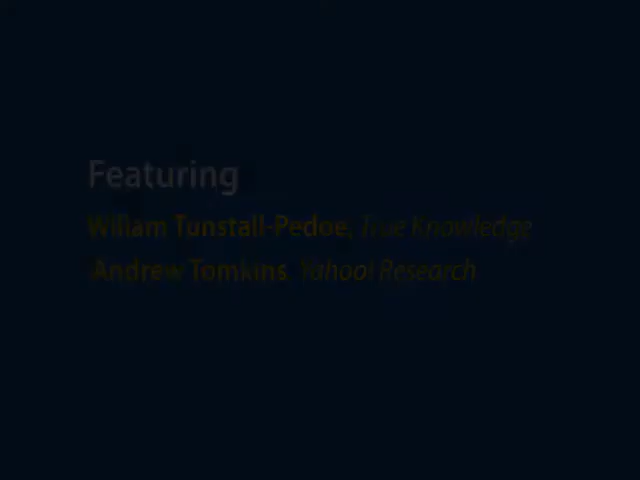 Featuring
William Tunstall-Pedoe, True Knowledge
Andrew Tomkins, Yahoo! Research